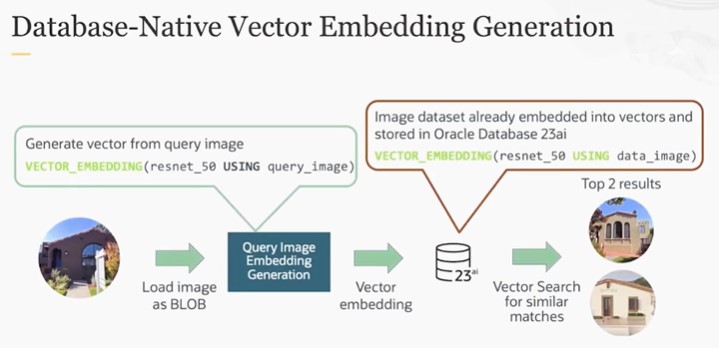 Database-Native Vector Embedding Generation
Generate vector from query image
VECTOR_EMBEDDING(resnet_50 USING query_image)
Image dataset already embedded into vectors and
stored in Oracle Database 23ai
VECTOR_EMBEDDING(resnet_50 USING data_image)
Top 2 results
Query Image
Embedding
Generation
23ai
Load image
as BLOB
Vector
embedding
Vector Search
for similar
matches